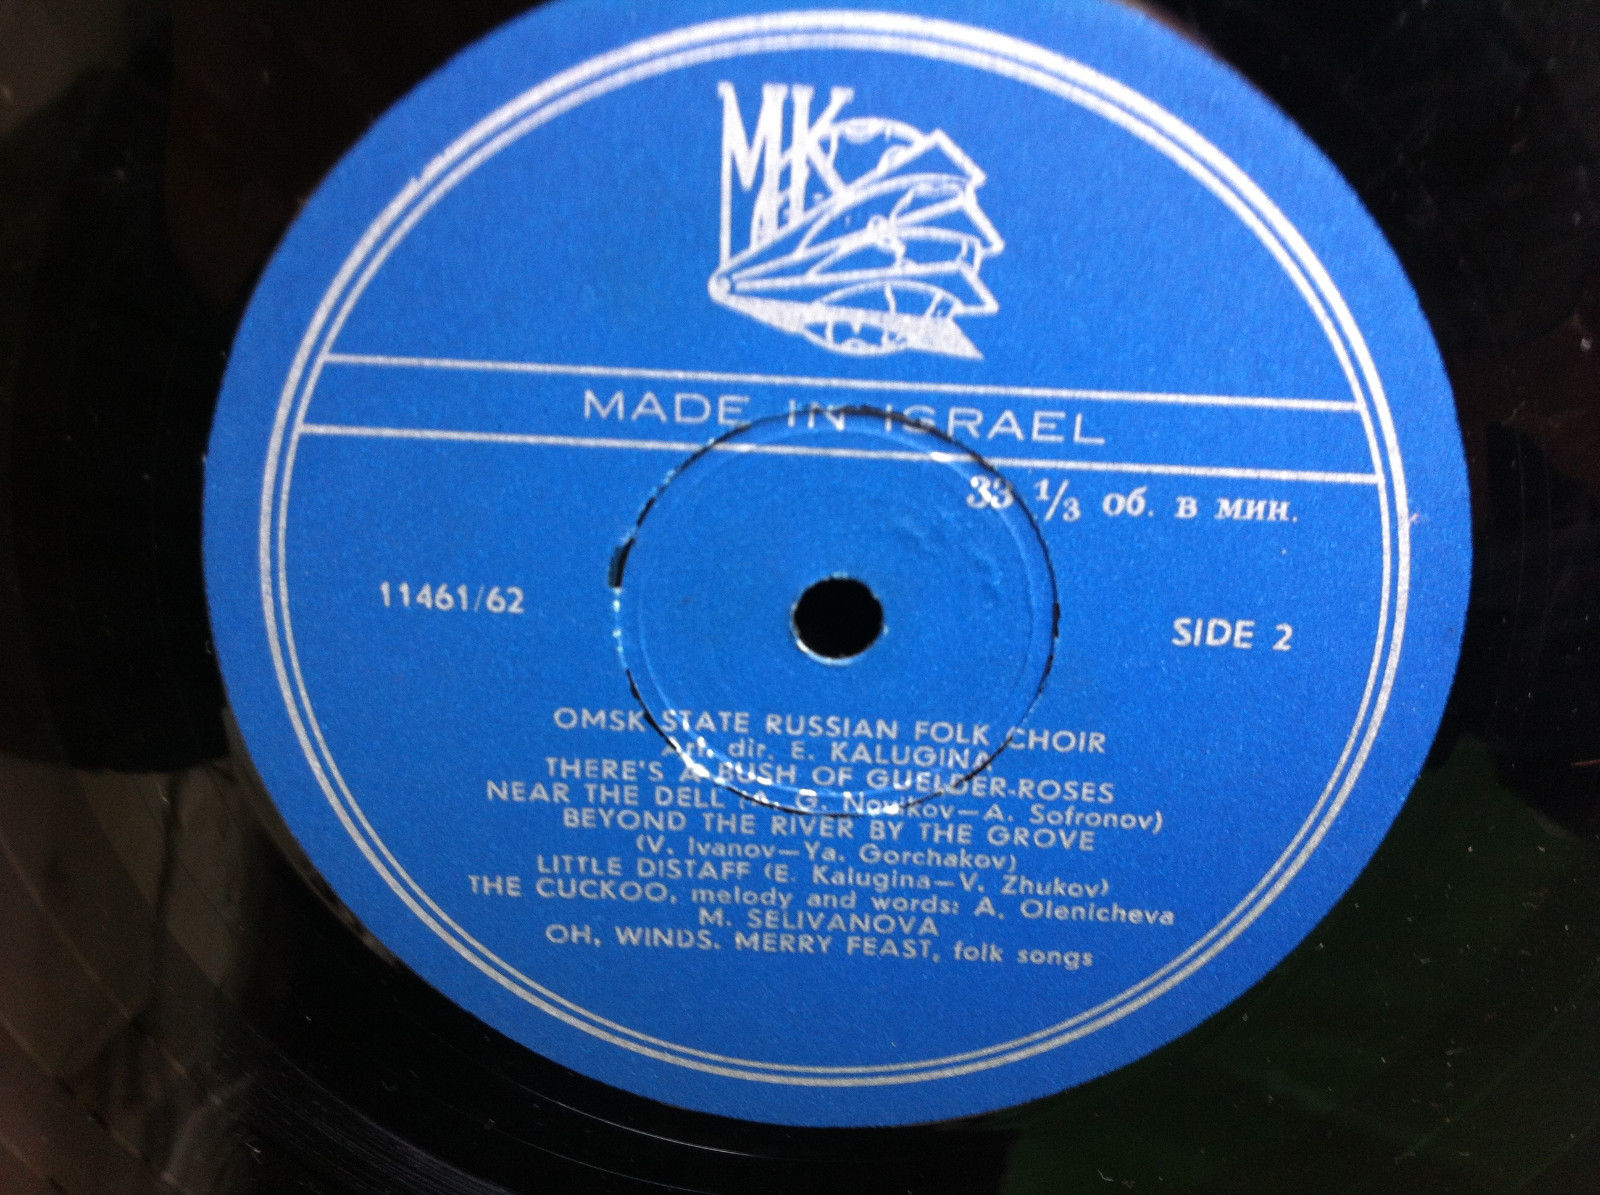 MK
MADE IN ISRAEL
33 1/3 об. в мин.
11461/62
SIDE 2
OMSK STATE RUSSIAN FOLK CHOIR
Art. dir. E. KALUGINA
THERE'S A BUSH OF GUELDER-ROSES
NEAR THE DELL (A. G. Novikov—A. Sofronov)
BEYOND THE RIVER BY THE GROVE
(V. Ivanov—Ya. Gorchakov)
LITTLE DISTAFF (E. Kalugina—V. Zhukov)
THE CUCKOO, melody and words: A. Olenicheva
M. SELIVANOVA
OH, WINDS. MERRY FEAST, folk songs